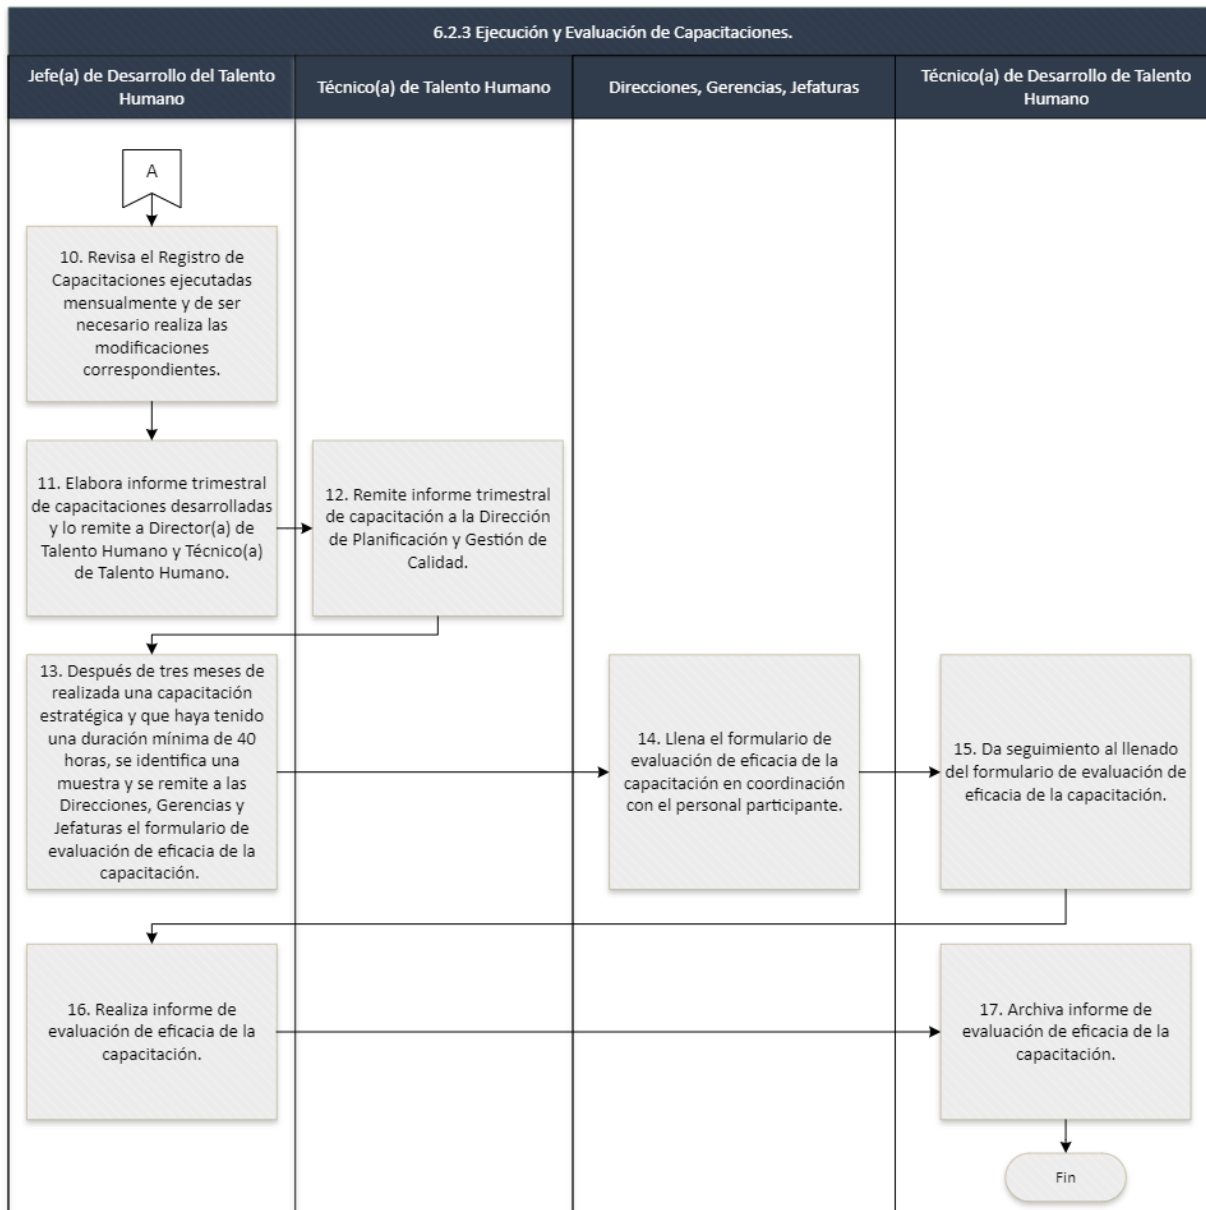 6.2.3 Ejecución y Evaluación de Capacitaciones.
Jefe(a) de Desarrollo del Talento
Humano
Técnico(a) de Talento Humano
Direcciones, Gerencias, Jefaturas
Técnico(a) de Desarrollo de Talento
Humano
A
10. Revisa el Registro de
Capacitaciones ejecutadas
mensualmente y de ser
necesario realiza las
modificaciones
correspondientes.
11. Elabora informe trimestral
de capacitaciones desarrolladas
y lo remite a Director(a) de
Talento Humano y Técnico(a)
de Talento Humano.
12. Remite informe trimestral
de capacitación a la Dirección
de Planificación y Gestión de
Calidad.
13. Después de tres meses de
realizada una capacitación
estratégica y que haya tenido
una duración mínima de 40
horas, se identifica una
muestra y se remite a las
Direcciones, Gerencias y
Jefaturas el formulario de
evaluación de eficacia de la
capacitación.
14. Llena el formulario de
evaluación de eficacia de la
capacitación en coordinación
con el personal participante.
15. Da seguimiento al llenado
del formulario de evaluación de
eficacia de la capacitación.
16. Realiza informe de
evaluación de eficacia de la
capacitación.
17. Archiva informe de
evaluación de eficacia de la
capacitación.
Fin